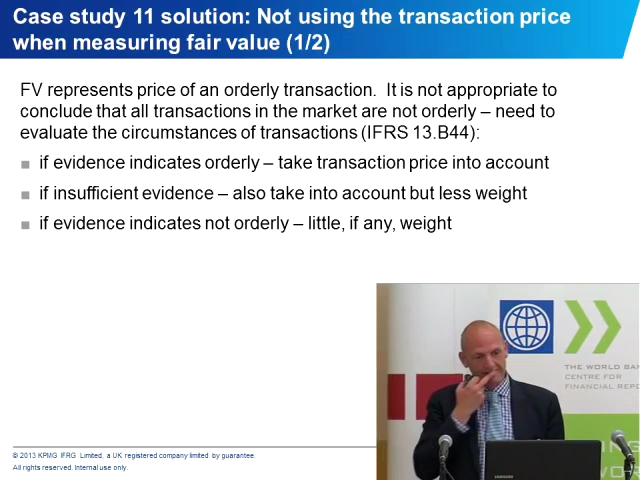 Case study 11 solution: Not using the transaction price
when measuring fair value (1/2)
FV represents price of an orderly transaction. It is not appropriate to
conclude that all transactions in the market are not orderly – need to
evaluate the circumstances of transactions (IFRS 13.B44):
■ if evidence indicates orderly – take transaction price into account
■ if insufficient evidence – also take into account but less weight
■ if evidence indicates not orderly – little, if any, weight
THE WORLD BAN
CENTRE FOR
FINANCIAL REPO
© 2013 KPMG IFRG Limited, a UK registered company limited by guarantee.
All rights reserved. Internal use only.